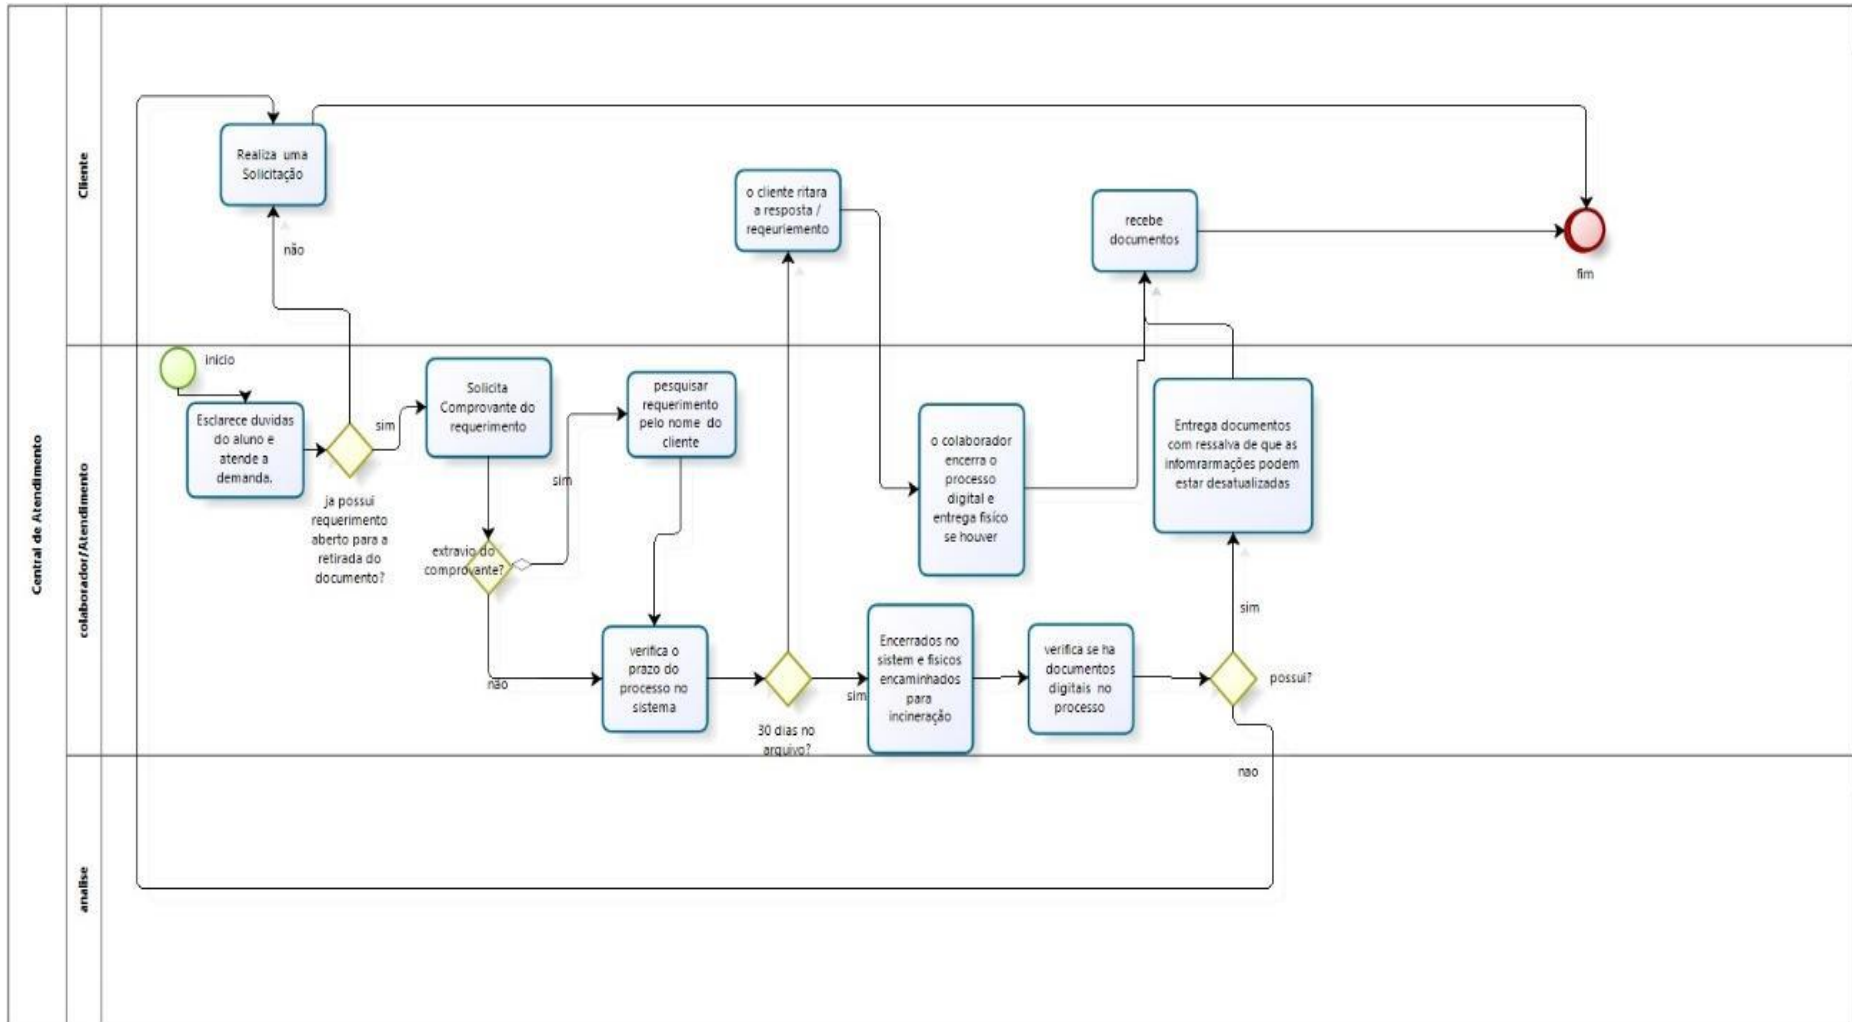 Central de Atendimento
Cliente
Realiza uma
Solicitação
não
o cliente ritara
a resposta /
reqeuriemento
recebe
documentos
fim
colaborador/Atendimento
inicio
Esclarece duvidas
do aluno e
atende a
demanda.
sim
ja possui
requerimento
aberto para a
retirada do
documento?
Solicita
Comprovante do
requerimento
extravio do
comprovante?
sim
não
pesquisar
requerimento
pelo nome do
cliente
verifica o
prazo do
processo no
sistema
30 dias no
arquivo?
sim
o colaborador
encerra o
processo
digital e
entrega fisíco
se houver
Encerrados no
sistem e fisicos
encaminhados
para
incineração
verifica se ha
documentos
digitais no
processo
possui?
sim
Entrega documentos
com ressalva de que as
infomrarmações podem
estar desatualizadas
nao
analise